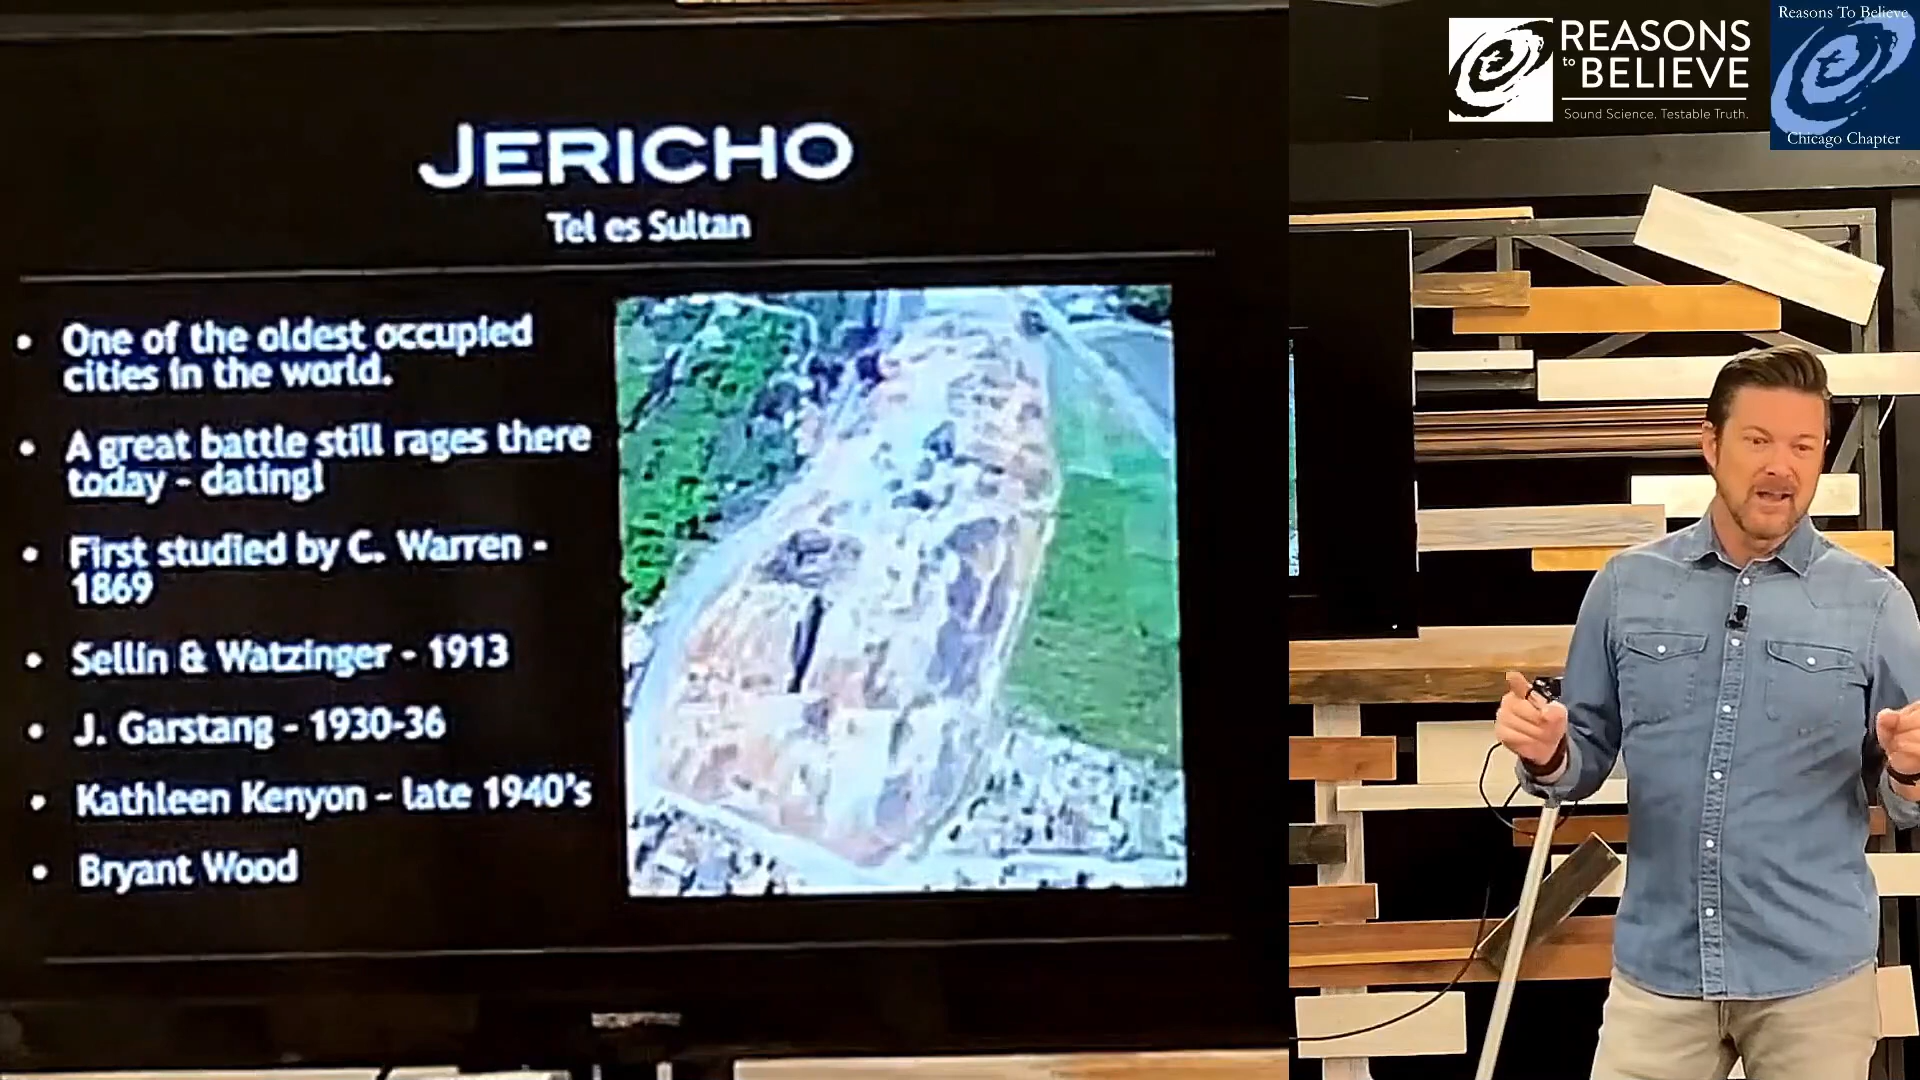 JERICHO
Tel es Sultan
• One of the oldest occupied
cities in the world.
• A great battle still rages there
today - dating!
• First studied by C. Warren -
1869
• Sellin & Watzinger - 1913
• J. Garstang - 1930-36
• Kathleen Kenyon - late 1940's
• Bryant Wood
REASONS
to BELIEVE
Sound Science. Testable Truth.
Reasons To Believe
Chicago Chapter